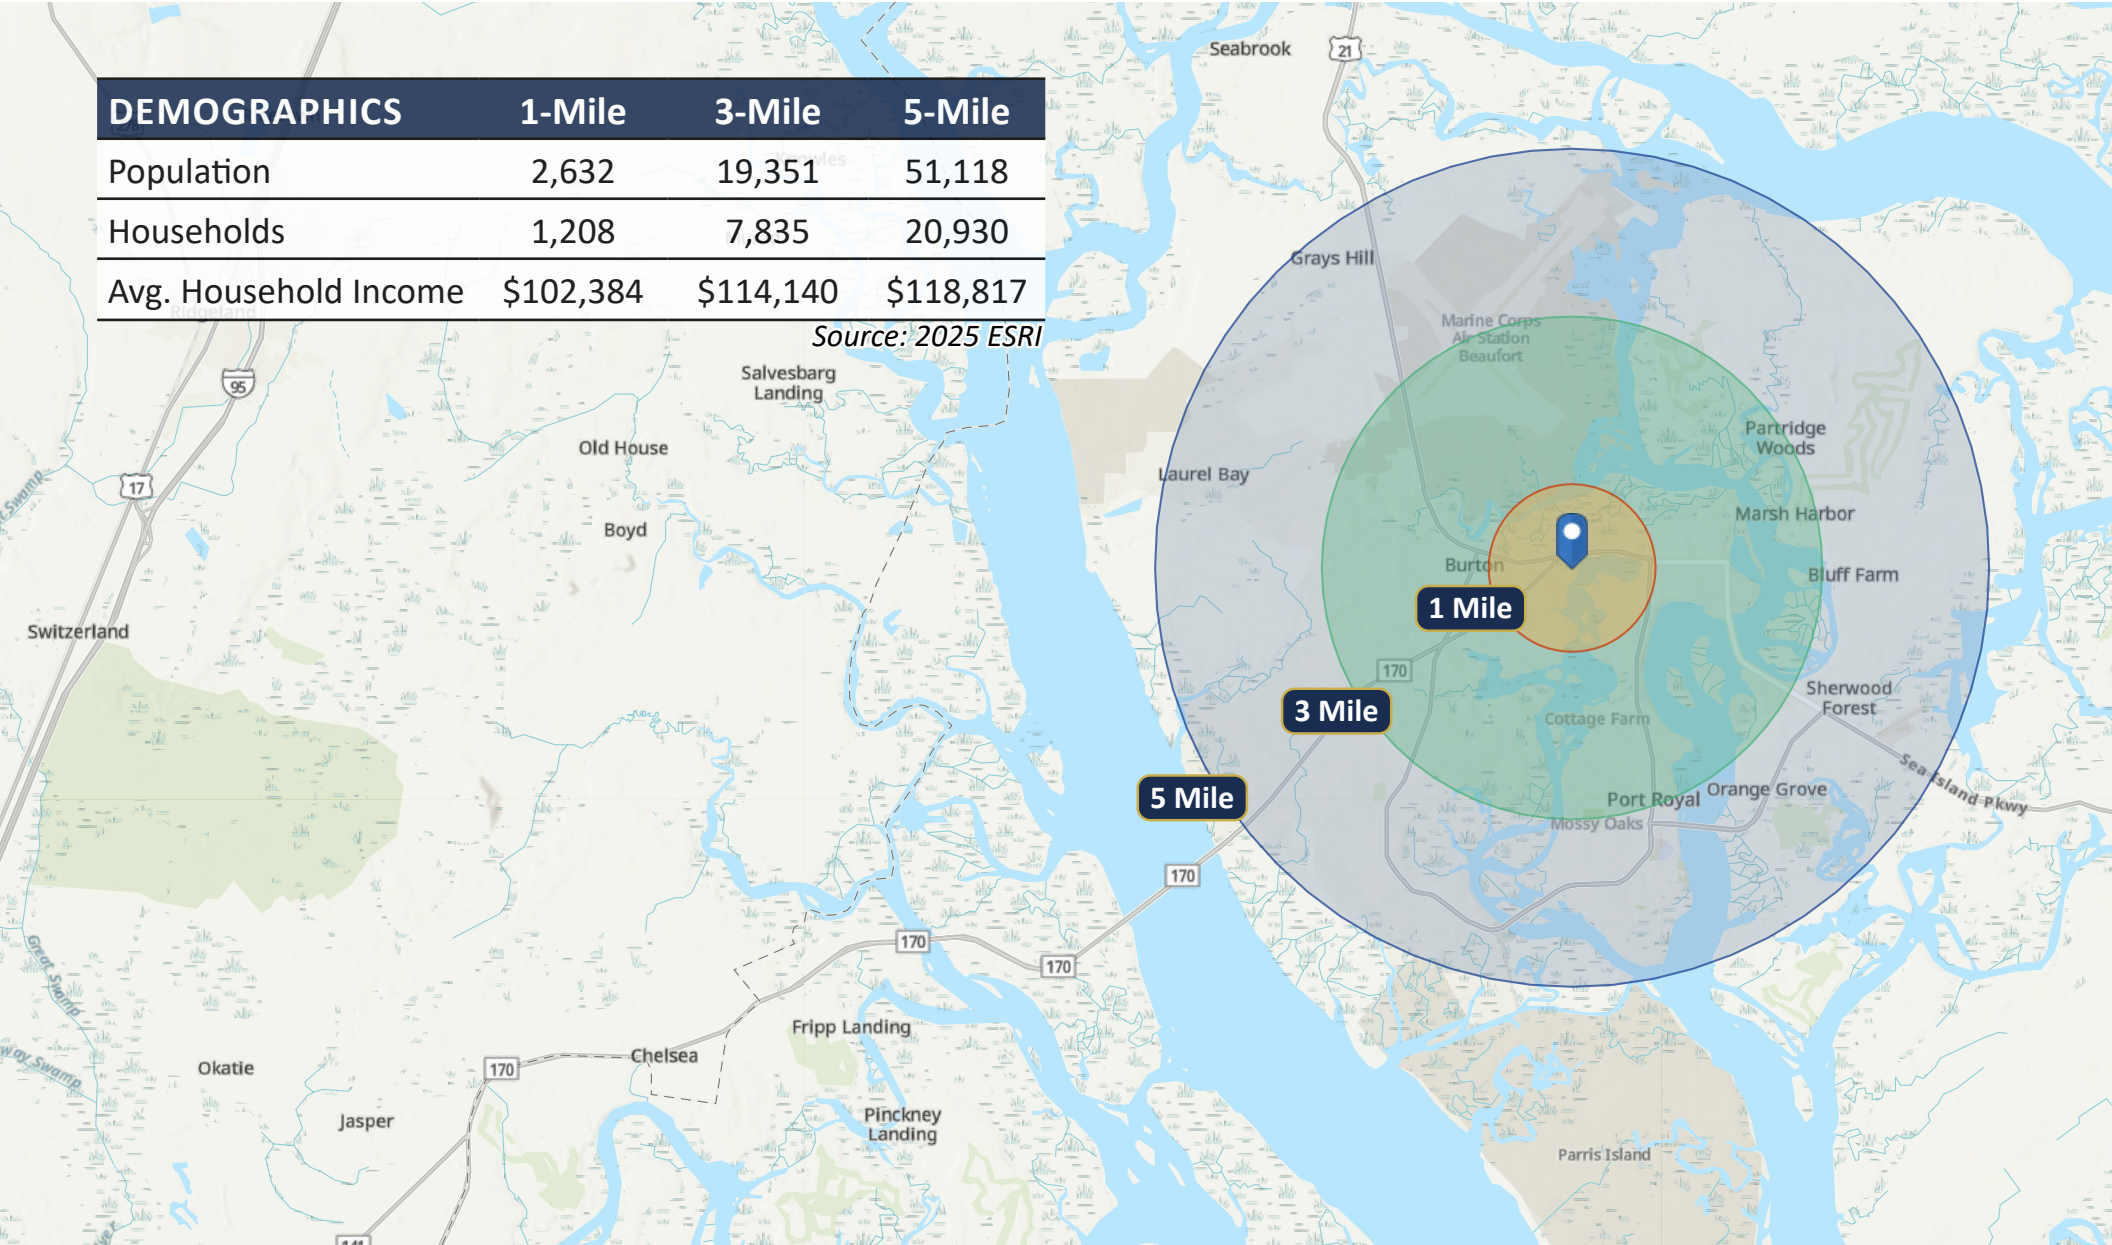 DEMOGRAPHICS 1-Mile 3-Mile 5-Mile
Population 2,632 19,351 51,118
Households 1,208 7,835 20,930
Avg. Household Income $102,384 $114,140 $118,817
Source: 2025 ESRI
Seabrook
21
Knowles
Ridgeland
Grays Hill
Marine Corps
Air Station
Beaufort
95
Salvesbarg
Landing
Old House
Partridge
Woods
Laurel Bay
17
Marsh Harbor
Boyd
Burton
Bluff Farm
1 Mile
Switzerland
170
3 Mile
Sherwood
Forest
Cottage Farm
Sea Island Pkwy
5 Mile
Port Royal
Orange Grove
Mossy Oaks
170
170
170
Great Swamp
Fripp Landing
Chelsea
Okatie
170
Jasper
Pinckney
Landing
Parris Island